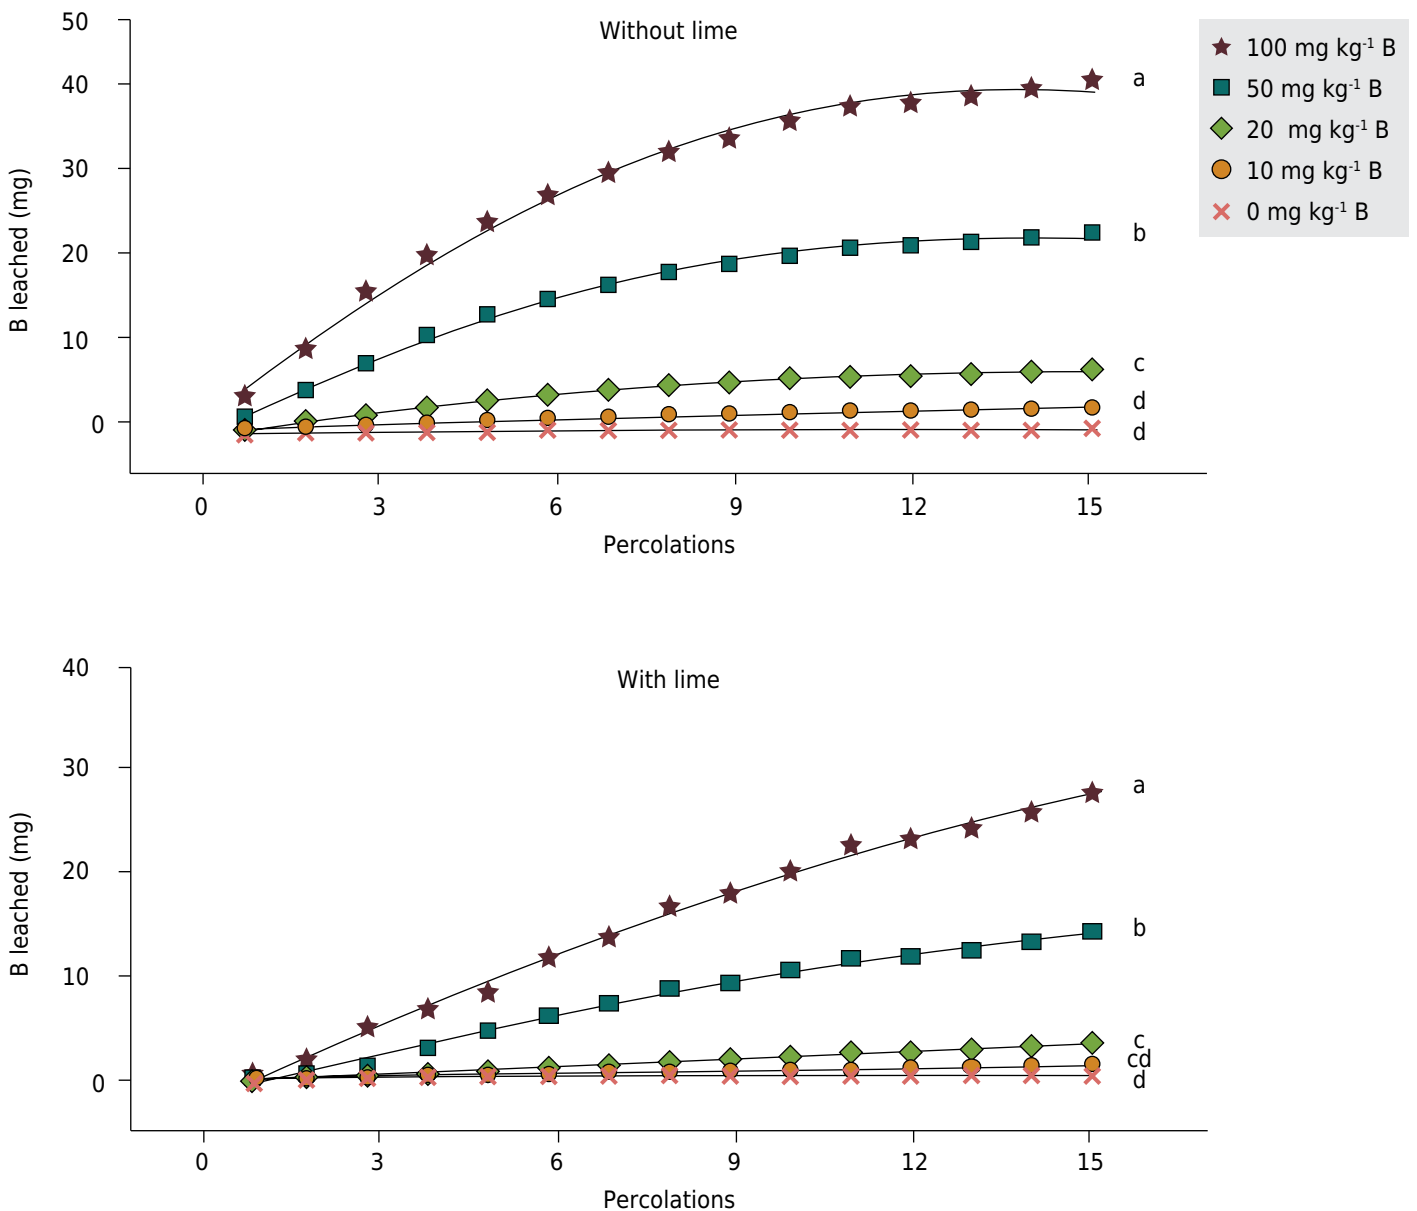 Without lime
50
40
30
20
10
0
B leached (mg)
a
b
c
d
d
0 3 6 9 12 15
Percolations
100 mg kg⁻¹ B
50 mg kg⁻¹ B
20 mg kg⁻¹ B
10 mg kg⁻¹ B
0 mg kg⁻¹ B
With lime
40
30
20
10
0
B leached (mg)
a
b
c
cd
d
0 3 6 9 12 15
Percolations